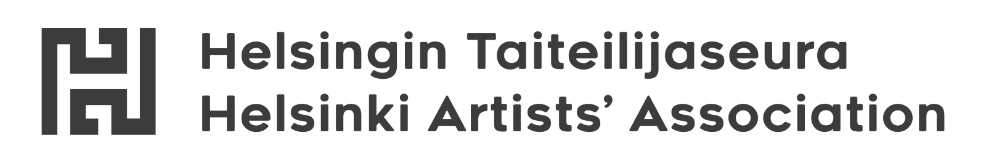 Helsingin Taiteilijaseura
Helsinki Artists’ Association